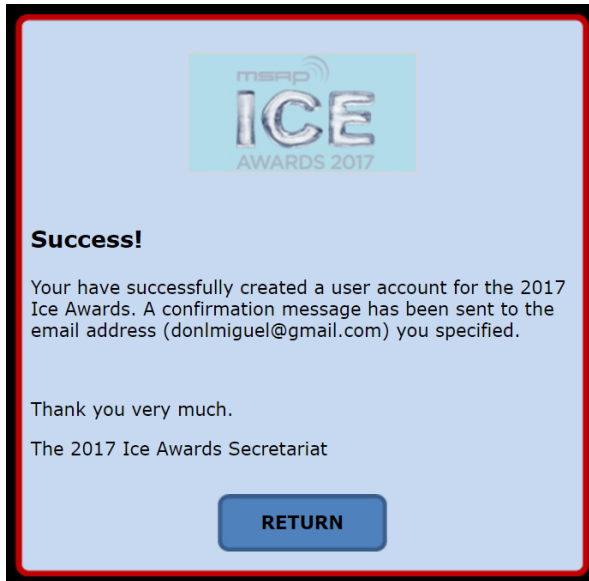 msap
ICE
AWARDS 2017
Success!
Your have successfully created a user account for the 2017
Ice Awards. A confirmation message has been sent to the
email address (donlmiguel@gmail.com) you specified.
Thank you very much.
The 2017 Ice Awards Secretariat
RETURN